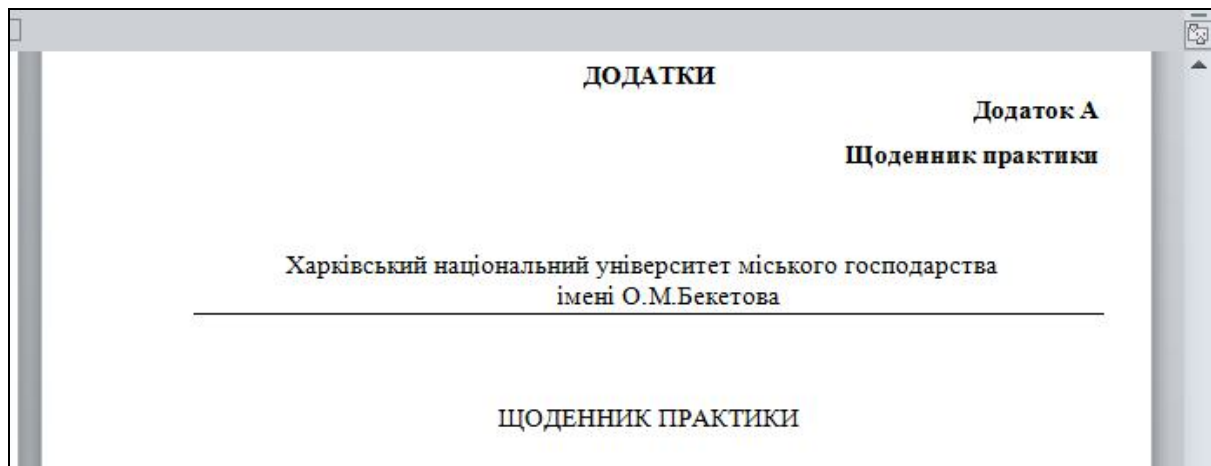 ДОДАТКИ
Додаток А
Щоденник практики
Харківський національний університет міського господарства
імені О.М.Бекетова
ЩОДЕННИК ПРАКТИКИ